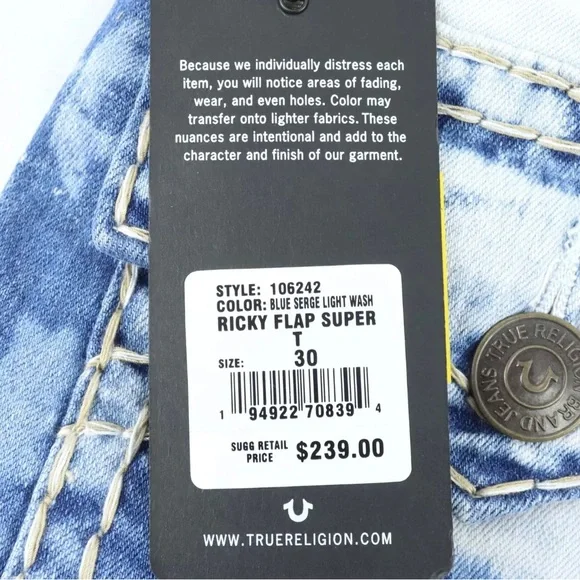 Because we individually distress each
item, you will notice areas of fading,
wear, and even holes. Color may
transfer onto lighter fabrics. These
nuances are intentional and add to the
character and finish of our garment.
STYLE: 106242
COLOR: BLUE SERGE LIGHT WASH
RICKY FLAP SUPER
T
SIZE: 30
1 94922 70839 4
SUGG RETAIL
PRICE $239.00
WWW.TRUERELIGION.COM
TRUE RELIGION BRAND JEANS